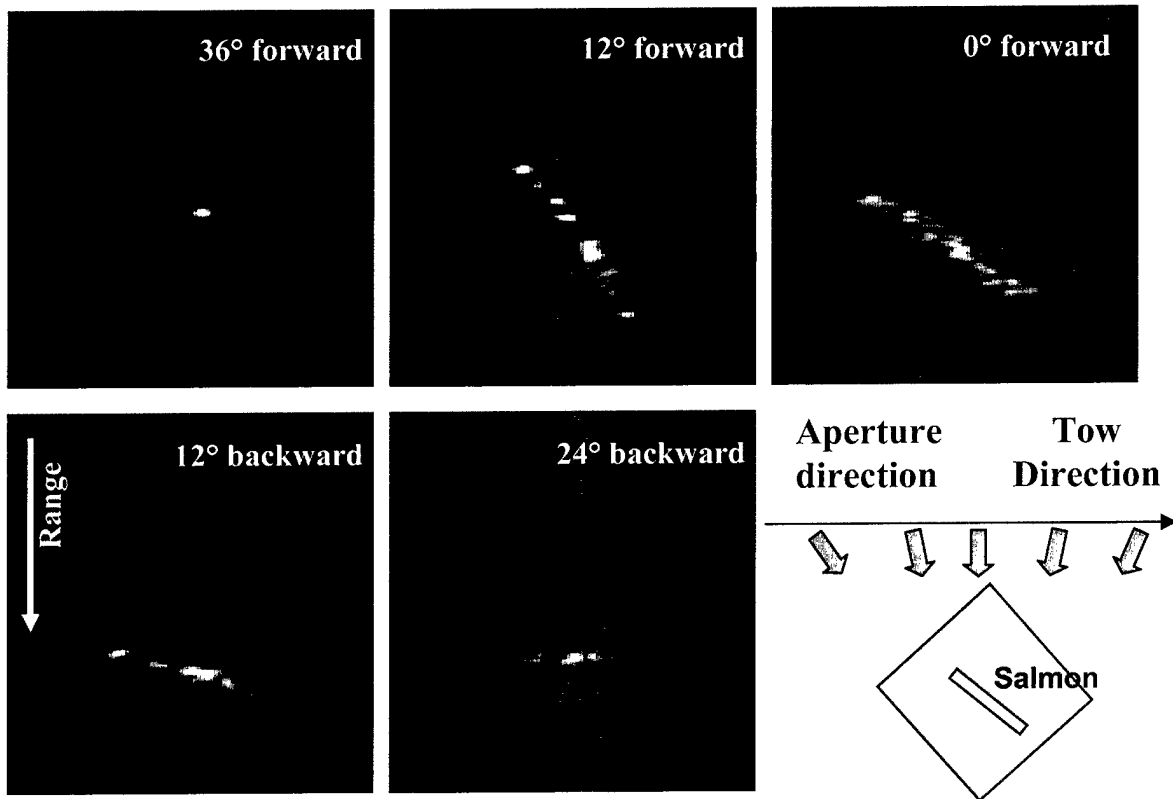 36° forward
12° forward
0° forward
12° backward
24° backward
Range
Aperture
direction
Tow
Direction
Salmon